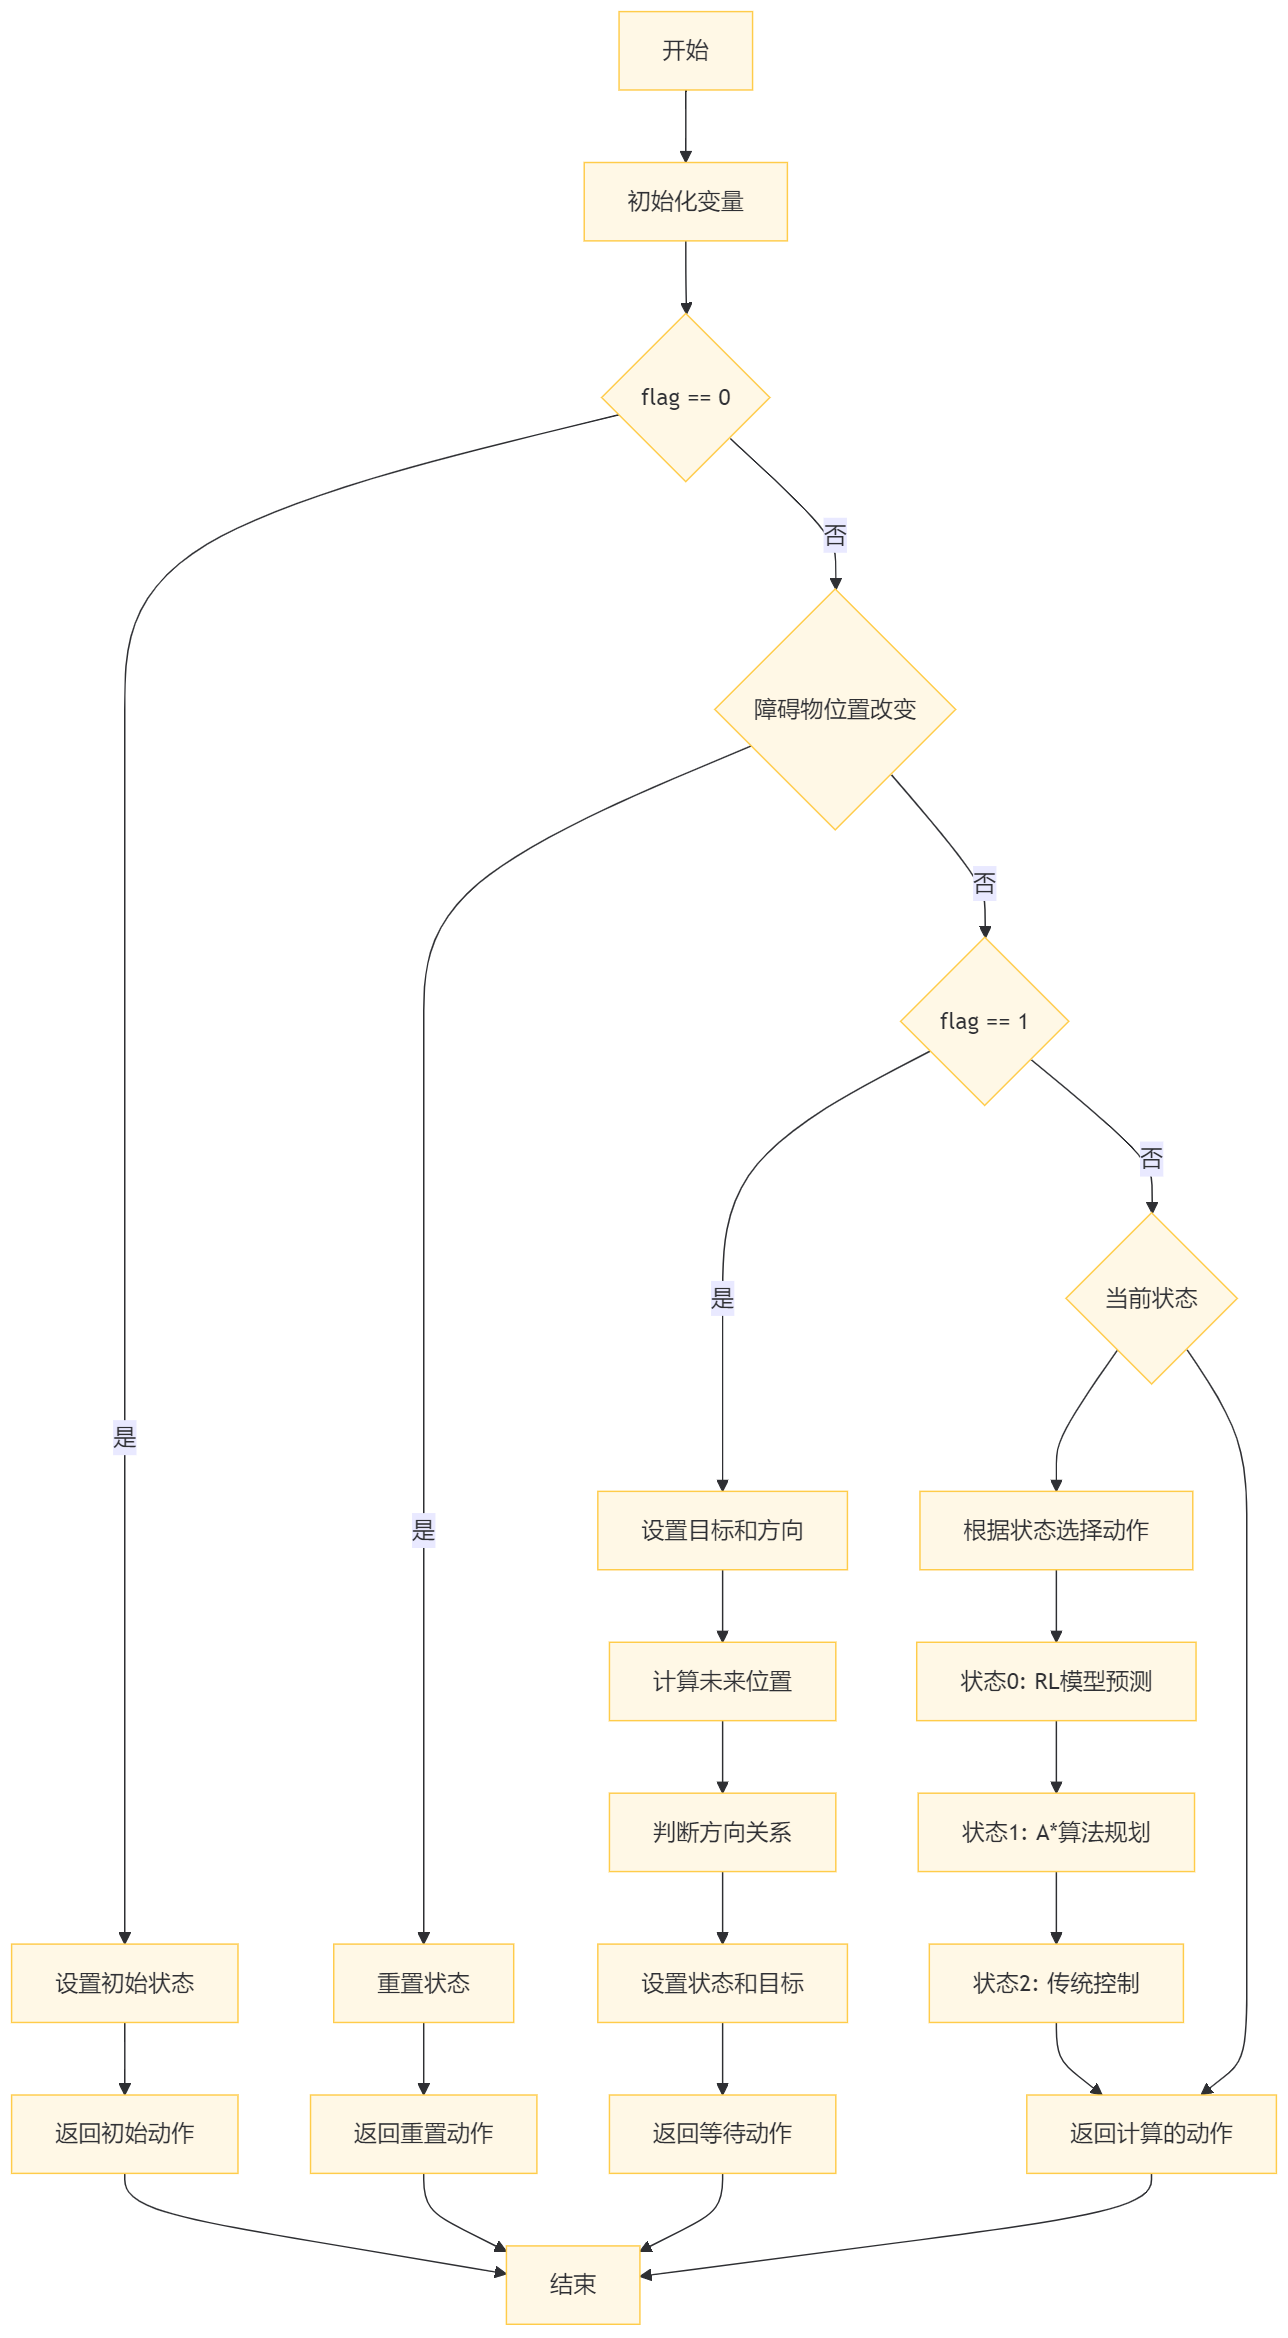 开始
初始化变量
flag == 0
否
障碍物位置改变
否
flag == 1
否
是
当前状态
是
是
设置目标和方向
根据状态选择动作
计算未来位置
状态0: RL模型预测
判断方向关系
状态1: A*算法规划
设置初始状态
重置状态
设置状态和目标
状态2: 传统控制
返回初始动作
返回重置动作
返回等待动作
返回计算的动作
结束